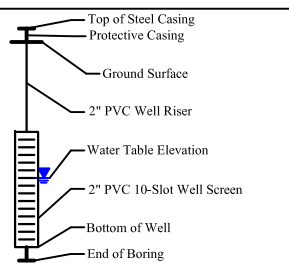 Top of Steel Casing
Protective Casing
Ground Surface
2" PVC Well Riser
Water Table Elevation
2" PVC 10-Slot Well Screen
Bottom of Well
End of Boring